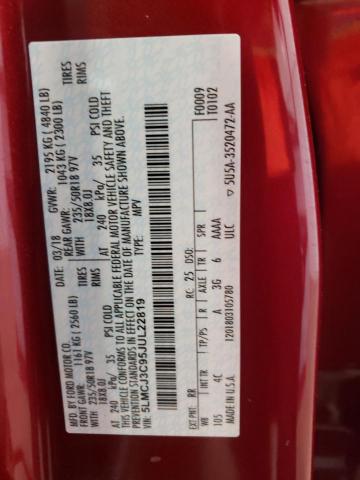 MFD. BY FORD MOTOR CO.
DATE: 03/18 GVWR: 2195 KG ( 4840 LB)
FRONT GAWR: 1161 KG ( 2560 LB) REAR GAWR: 1043 KG ( 2300 LB)
WITH 235/50R18 97V TIRES WITH 235/50R18 97V TIRES
18X8.0J RIMS 18X8.0J RIMS
AT 240 kPa/ 35 PSI COLD AT 240 kPa/ 35 PSI COLD
THIS VEHICLE CONFORMS TO ALL APPLICABLE FEDERAL MOTOR VEHICLE SAFETY AND THEFT
PREVENTION STANDARDS IN EFFECT ON THE DATE OF MANUFACTURE SHOWN ABOVE.
VIN: 5LMCJ3C95JUL22819
TYPE: MPV
F0009
T0102
EXT PNT: RR RC: 25 DSO:
WB INT TR TP/PS R AXLE TR SPR
105 4C A 3G 6 AAAA
ULC
MADE IN U.S.A. 1201803105780 5U5A-3520472-AA